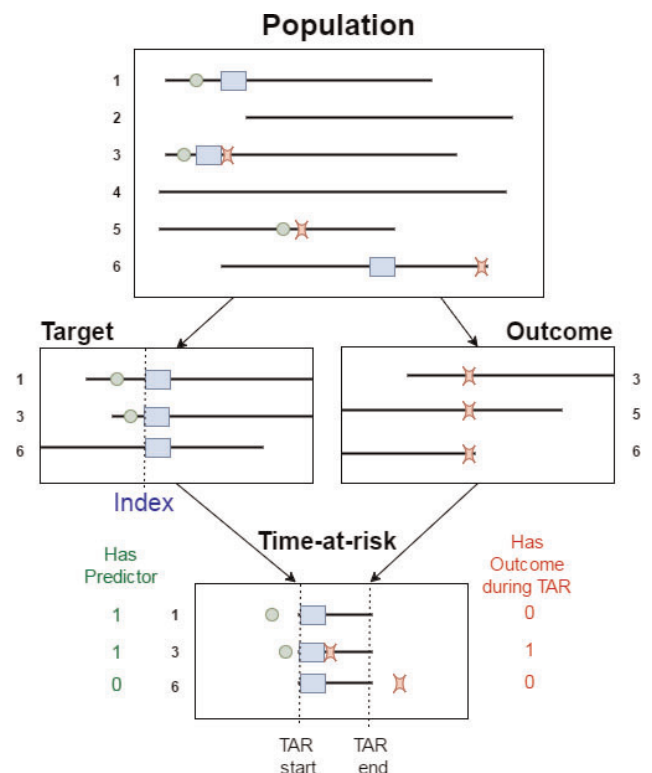 Population
1
2
3
4
5
6
Target
Outcome
1
3
6
3
5
6
Index
Time-at-risk
Has
Predictor
Has
Outcome
during TAR
1 1 0
1 3 1
0 6 0
TAR
start
TAR
end